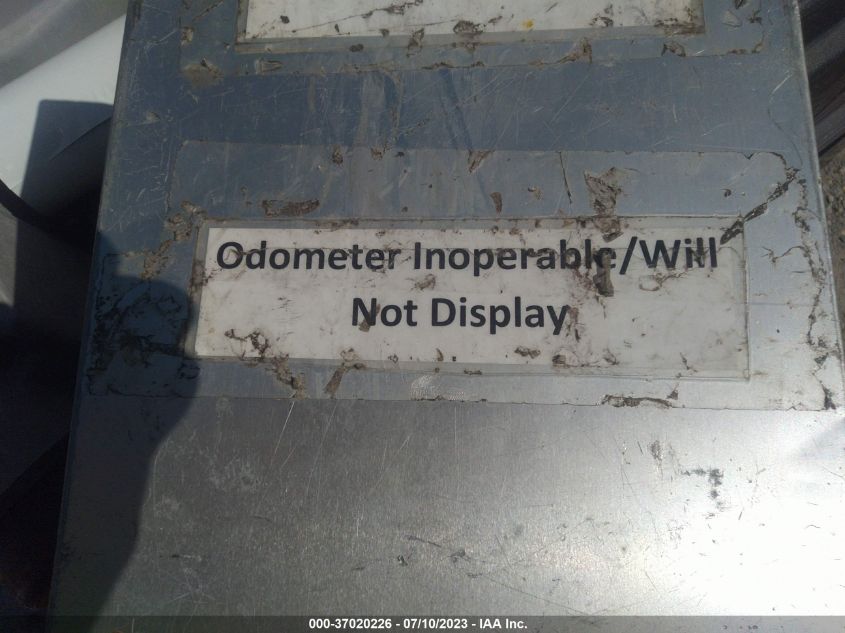 Odometer Inoperable/Will
Not Display
000-37020226 - 07/10/2023 - IAA Inc.